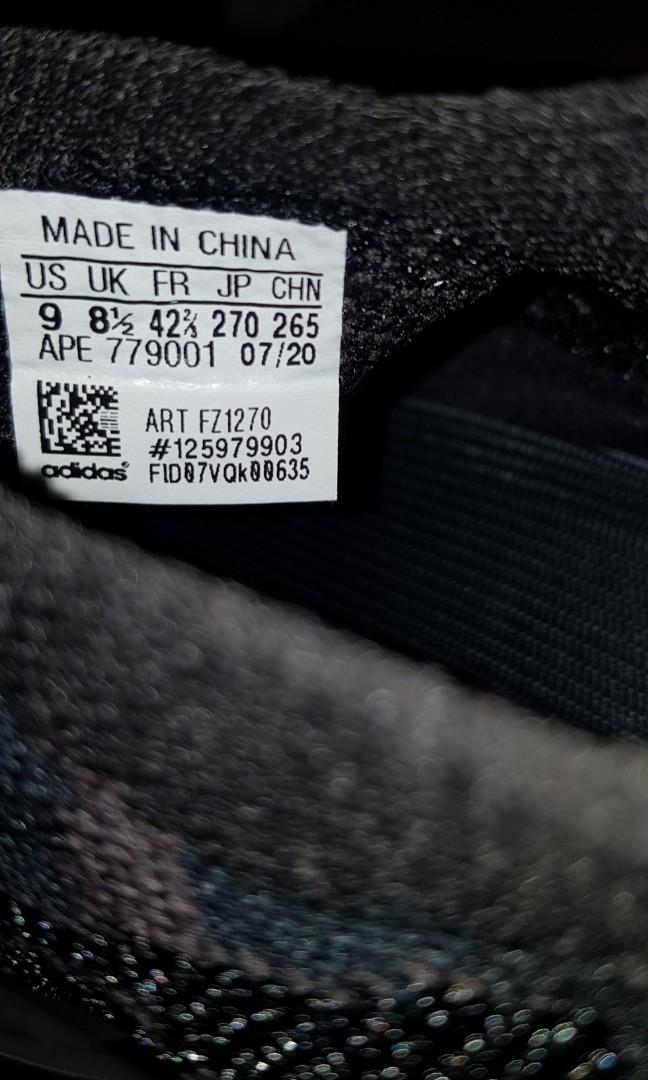 MADE IN CHINA
US UK FR JP CHN
9 8½ 42⅔ 270 265
APE 779001 07/20
ART FZ1270
#125979903
adidas® F1D07VQk00635